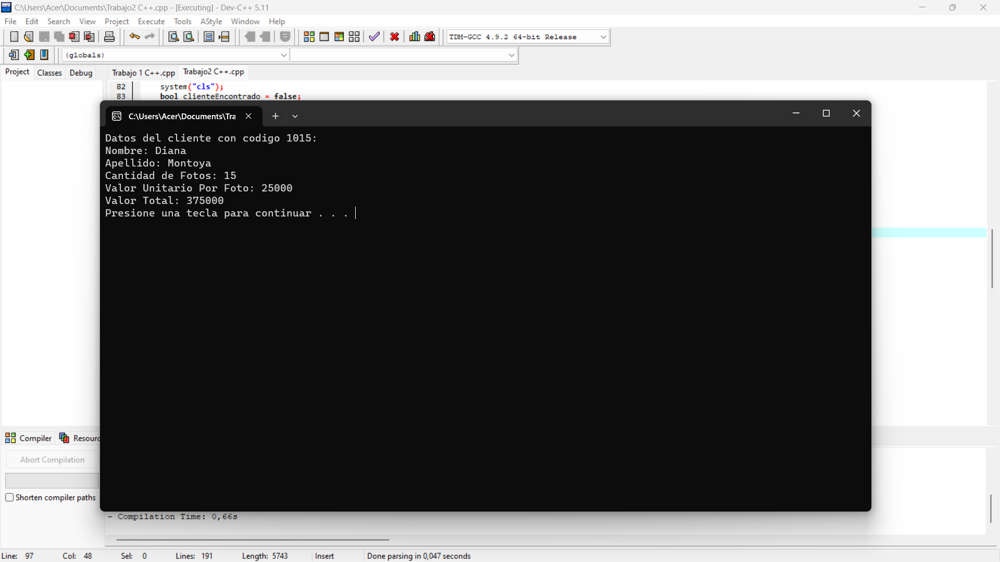 C:\Users\Acer\Documents\Trabajo2 C++.cpp - [Executing] - Dev-C++ 5.11
File Edit Search View Project Execute Tools AStyle Window Help
TDM-GCC 4.9.2 64-bit Release
(globals)
Project Classes Debug Trabajo 1 C++.cpp Trabajo2 C++.cpp
82 system("cls");
83 bool clienteEncontrado = false;
C:\Users\Acer\Documents\Tra
Datos del cliente con codigo 1015:
Nombre: Diana
Apellido: Montoya
Cantidad de Fotos: 15
Valor Unitario Por Foto: 25000
Valor Total: 375000
Presione una tecla para continuar . . .
Compiler Resourc
Abort Compilation
Shorten compiler paths
- Compilation Time: 0,66s
Line: 97 Col: 48 Sel: 0 Lines: 191 Length: 5743 Insert Done parsing in 0,047 seconds